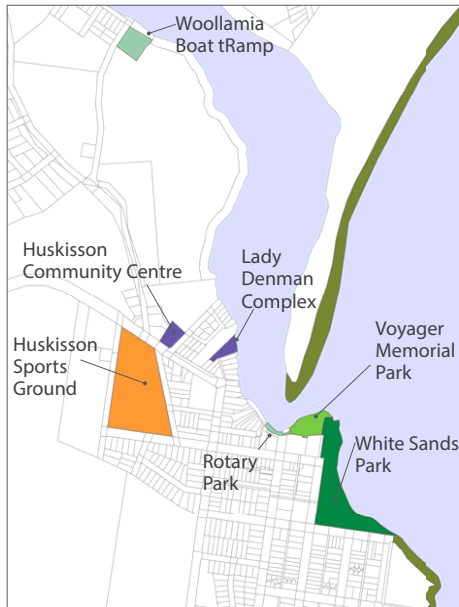 Woollamia
Boat tRamp
Huskisson
Community Centre
Lady
Denman
Complex
Huskisson
Sports
Ground
Voyager
Memorial
Park
White Sands
Park
Rotary
Park